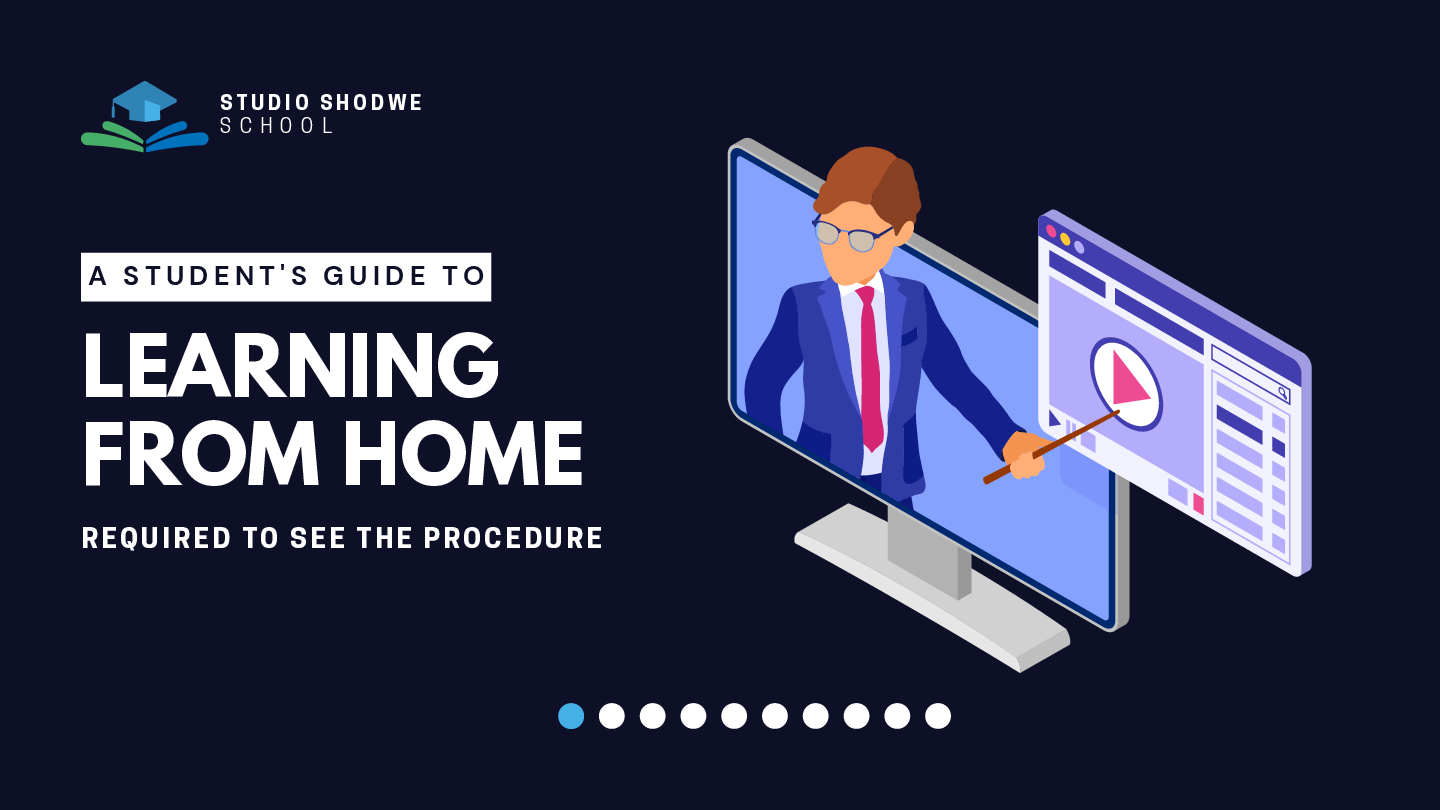 STUDIO SHODWE
SCHOOL
A STUDENT'S GUIDE TO
LEARNING
FROM HOME
REQUIRED TO SEE THE PROCEDURE